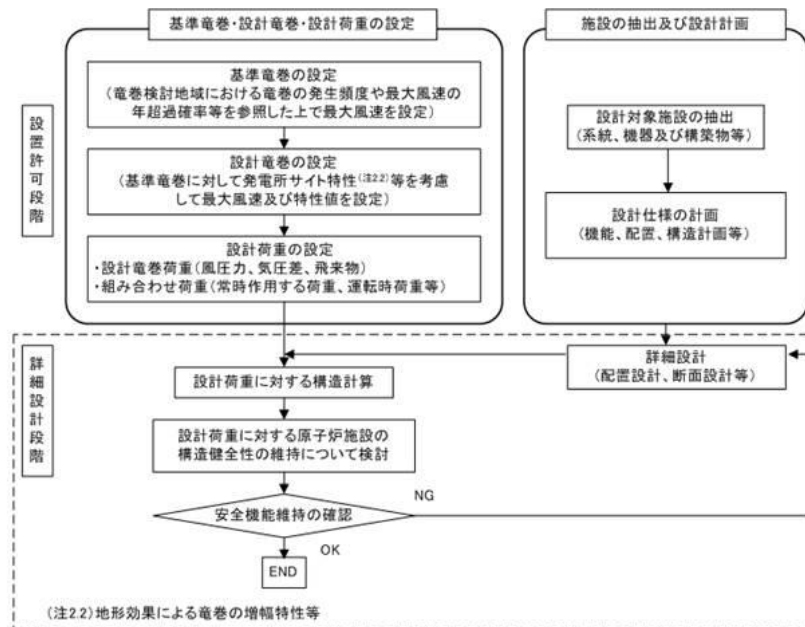 基準竜巻・設計竜巻・設計荷重の設定
設置許可段階
基準竜巻の設定
(竜巻検討地域における竜巻の発生頻度や最大風速の
年超過確率等を参照した上で最大風速を設定)
設計竜巻の設定
(基準竜巻に対して発電所サイト特性(注2.2)等を考慮
して最大風速及び特性値を設定)
設計荷重の設定
・設計竜巻荷重(風圧力、気圧差、飛来物)
・組み合わせ荷重(常時作用する荷重、運転時荷重等)
施設の抽出及び設計計画
設計対象施設の抽出
(系統、機器及び構築物等)
設計仕様の計画
(機能、配置、構造計画等)
詳細設計段階
詳細設計
(配置設計、断面設計等)
設計荷重に対する構造計算
設計荷重に対する原子炉施設の
構造健全性の維持について検討
安全機能維持の確認
NG
OK
END
(注2.2)地形効果による竜巻の増幅特性等